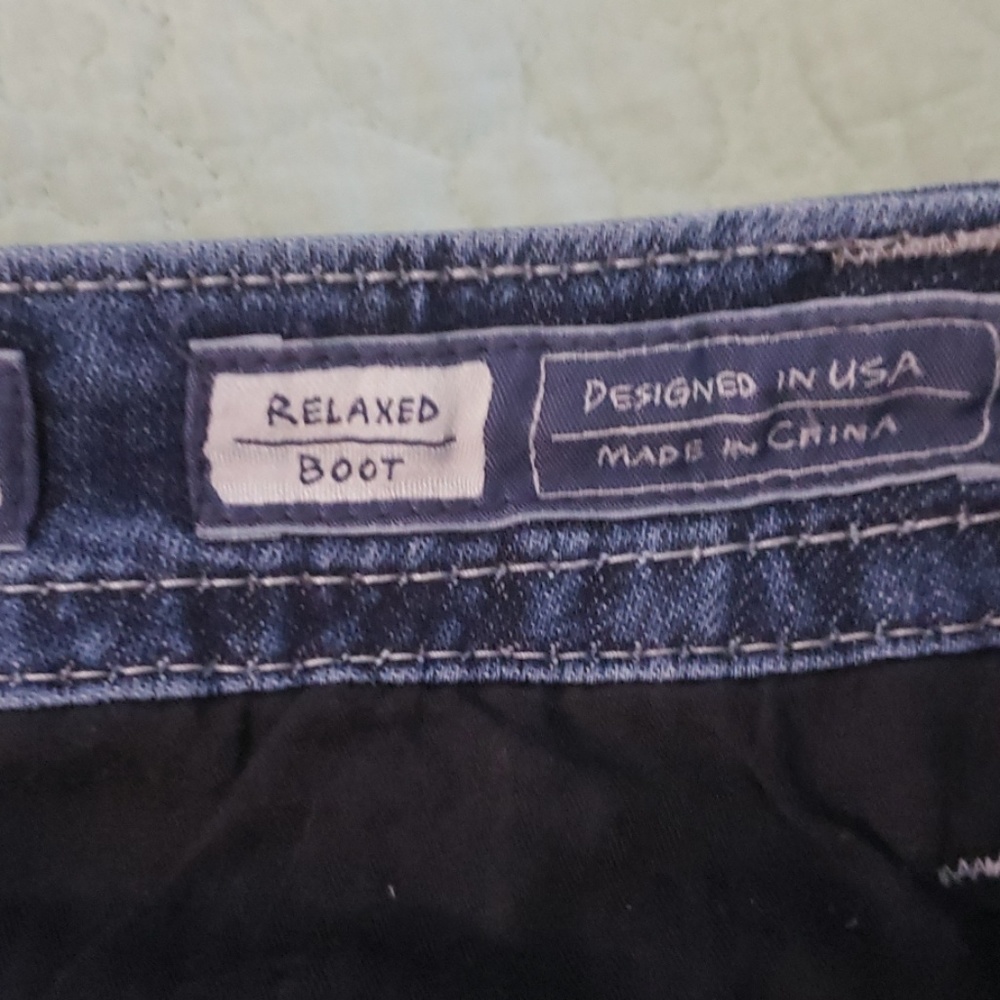 RELAXED
BOOT
DESIGNED IN USA
MADE IN CHINA